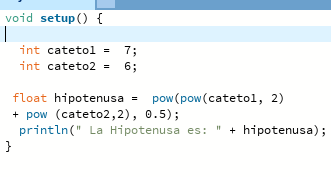 void setup() {
int cateto1 =  7;
int cateto2 =  6;
float hipotenusa =  pow(pow(cateto1, 2)
+ pow (cateto2,2), 0.5);
println(" La Hipotenusa es: " + hipotenusa);
}